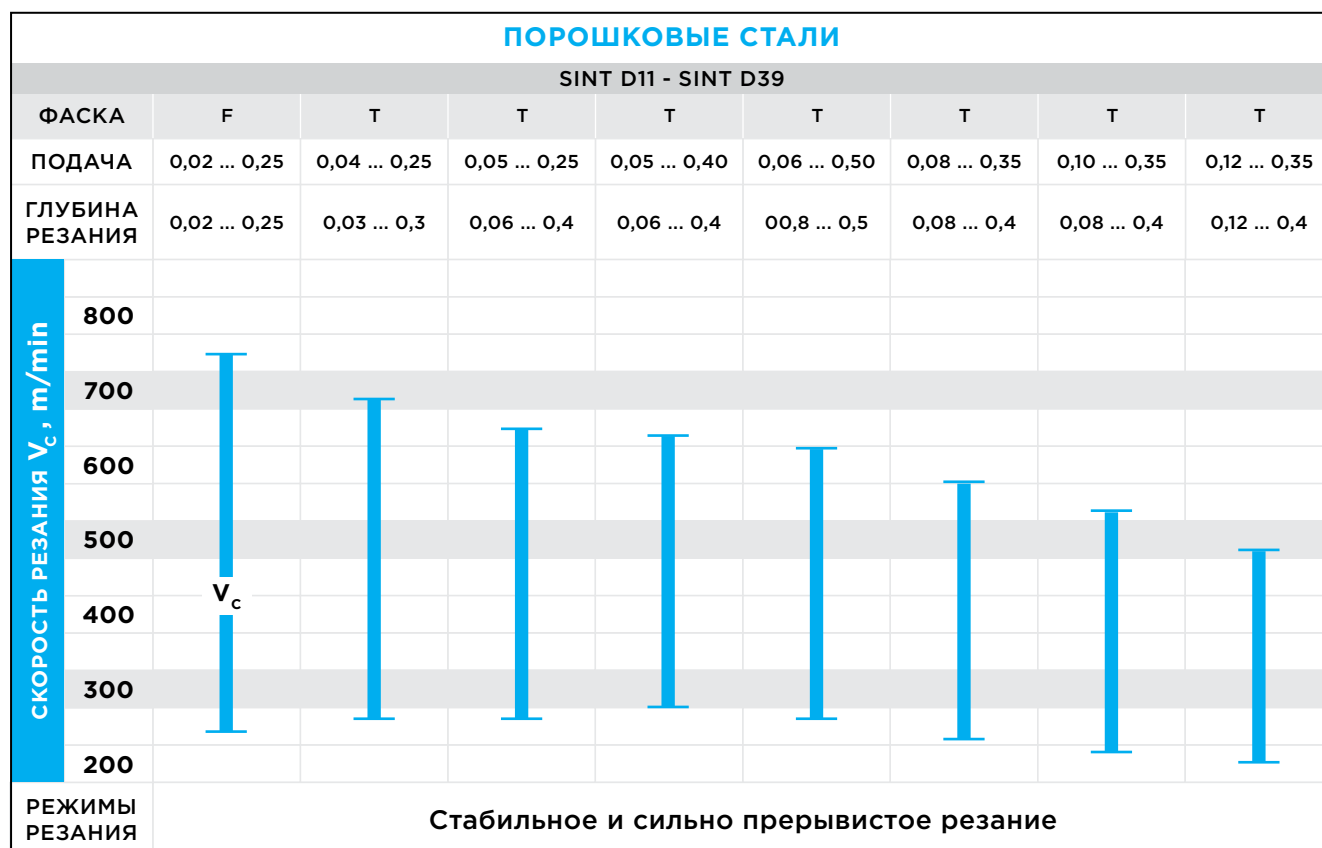 ПОРОШКОВЫЕ СТАЛИ
SINT D11 - SINT D39
ФАСКА F T T T T T T T
ПОДАЧА 0,02 ... 0,25 0,04 ... 0,25 0,05 ... 0,25 0,05 ... 0,40 0,06 ... 0,50 0,08 ... 0,35 0,10 ... 0,35 0,12 ... 0,35
ГЛУБИНА
РЕЗАНИЯ 0,02 ... 0,25 0,03 ... 0,3 0,06 ... 0,4 0,06 ... 0,4 00,8 ... 0,5 0,08 ... 0,4 0,08 ... 0,4 0,12 ... 0,4
СКОРОСТЬ РЕЗАНИЯ Vc , m/min
800
700
600
500
Vc
400
300
200
РЕЖИМЫ
РЕЗАНИЯ
Стабильное и сильно прерывистое резание